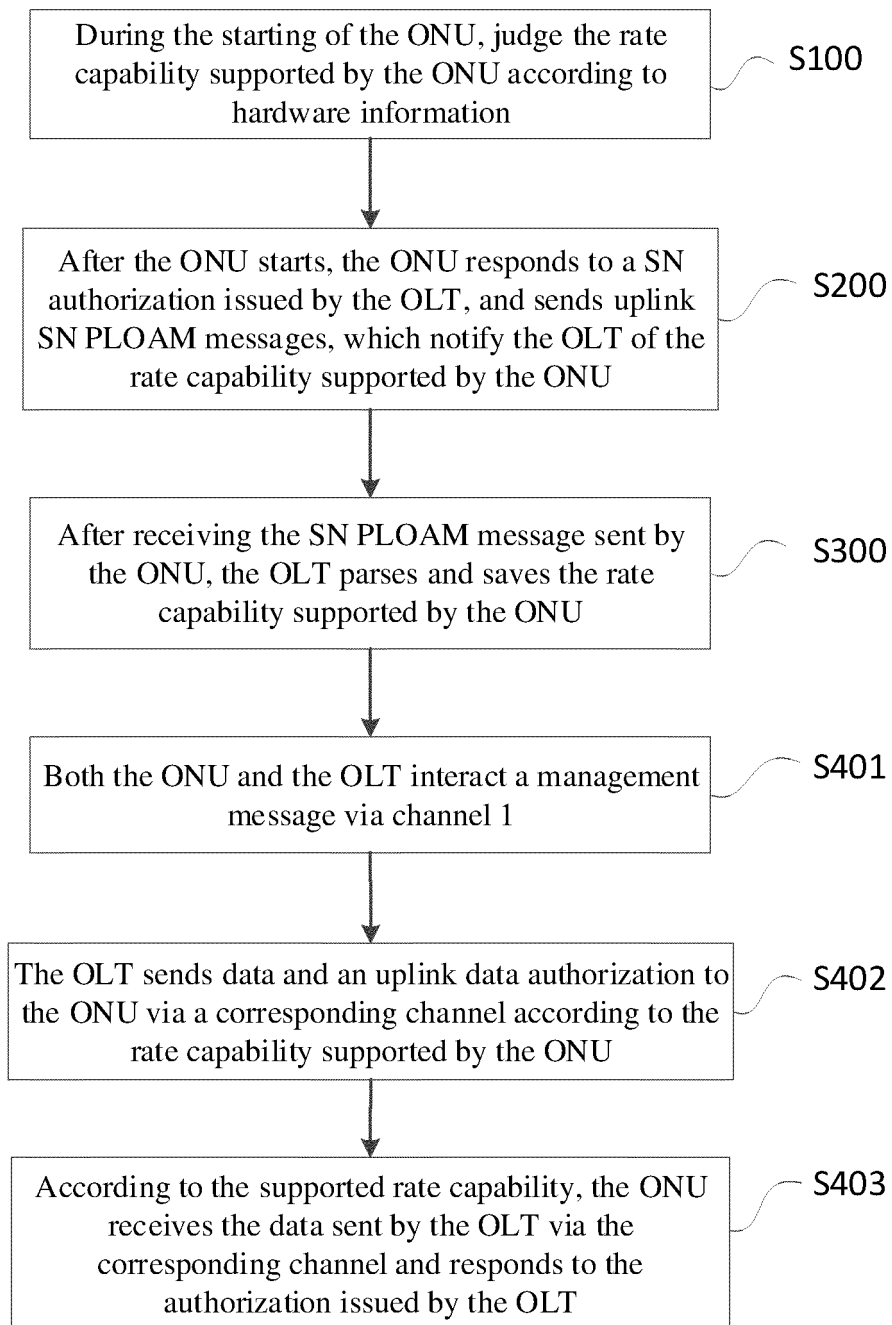 During the starting of the ONU, judge the rate
capability supported by the ONU according to
hardware information
S100
After the ONU starts, the ONU responds to a SN
authorization issued by the OLT, and sends uplink
SN PLOAM messages, which notify the OLT of the
rate capability supported by the ONU
S200
After receiving the SN PLOAM message sent by
the ONU, the OLT parses and saves the rate
capability supported by the ONU
S300
Both the ONU and the OLT interact a management
message via channel 1
S401
The OLT sends data and an uplink data authorization to
the ONU via a corresponding channel according to the
rate capability supported by the ONU
S402
According to the supported rate capability, the ONU
receives the data sent by the OLT via the
corresponding channel and responds to the
authorization issued by the OLT
S403